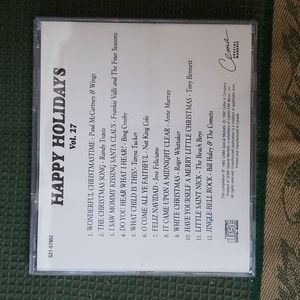 HAPPY HOLIDAYS
Vol. 27
1. WONDERFUL CHRISTMASTIME - Paul McCartney & Wings
2. THE CHRISTMAS SONG - Randy Travis
3. I SAW MOMMY KISSING SANTA CLAUS - Frankie Valli and The Four Seasons
4. DO YOU HEAR WHAT I HEAR? - Bing Crosby
5. WHAT CHILD IS THIS? - Tanya Tucker
6. O COME ALL YE FAITHFUL - Nat King Cole
7. FELIZ NAVIDAD - Jose Feliciano
8. IT CAME UPON A MIDNIGHT CLEAR - Anne Murray
9. WHITE CHRISTMAS - Roger Whittaker
10. HAVE YOURSELF A MERRY LITTLE CHRISTMAS - Tony Bennett
11. LITTLE SAINT NICK - The Beach Boys
12. JINGLE-BELL ROCK - Bill Haley & The Comets
Cema
SPECIAL MARKETS